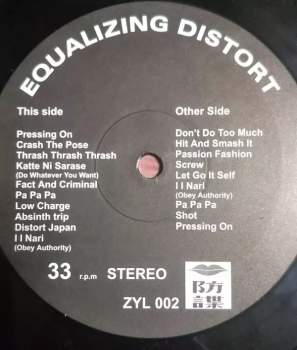 EQUALIZING DISTORT
This side
Pressing On
Crash The Pose
Thrash Thrash Thrash
Katte Ni Sarase
(Do Whatever You Want)
Fact And Criminal
Pa Pa Pa
Low Charge
Absinth trip
Distort Japan
I I Nari
(Obey Authority)
Other Side
Don't Do Too Much
Hit And Smash It
Passion Fashion
Screw
Let Go It Self
I I Nari
(Obey Authority)
Pa Pa Pa
Shot
Pressing On
33 r.p.m STEREO
ZYL 002
防諜